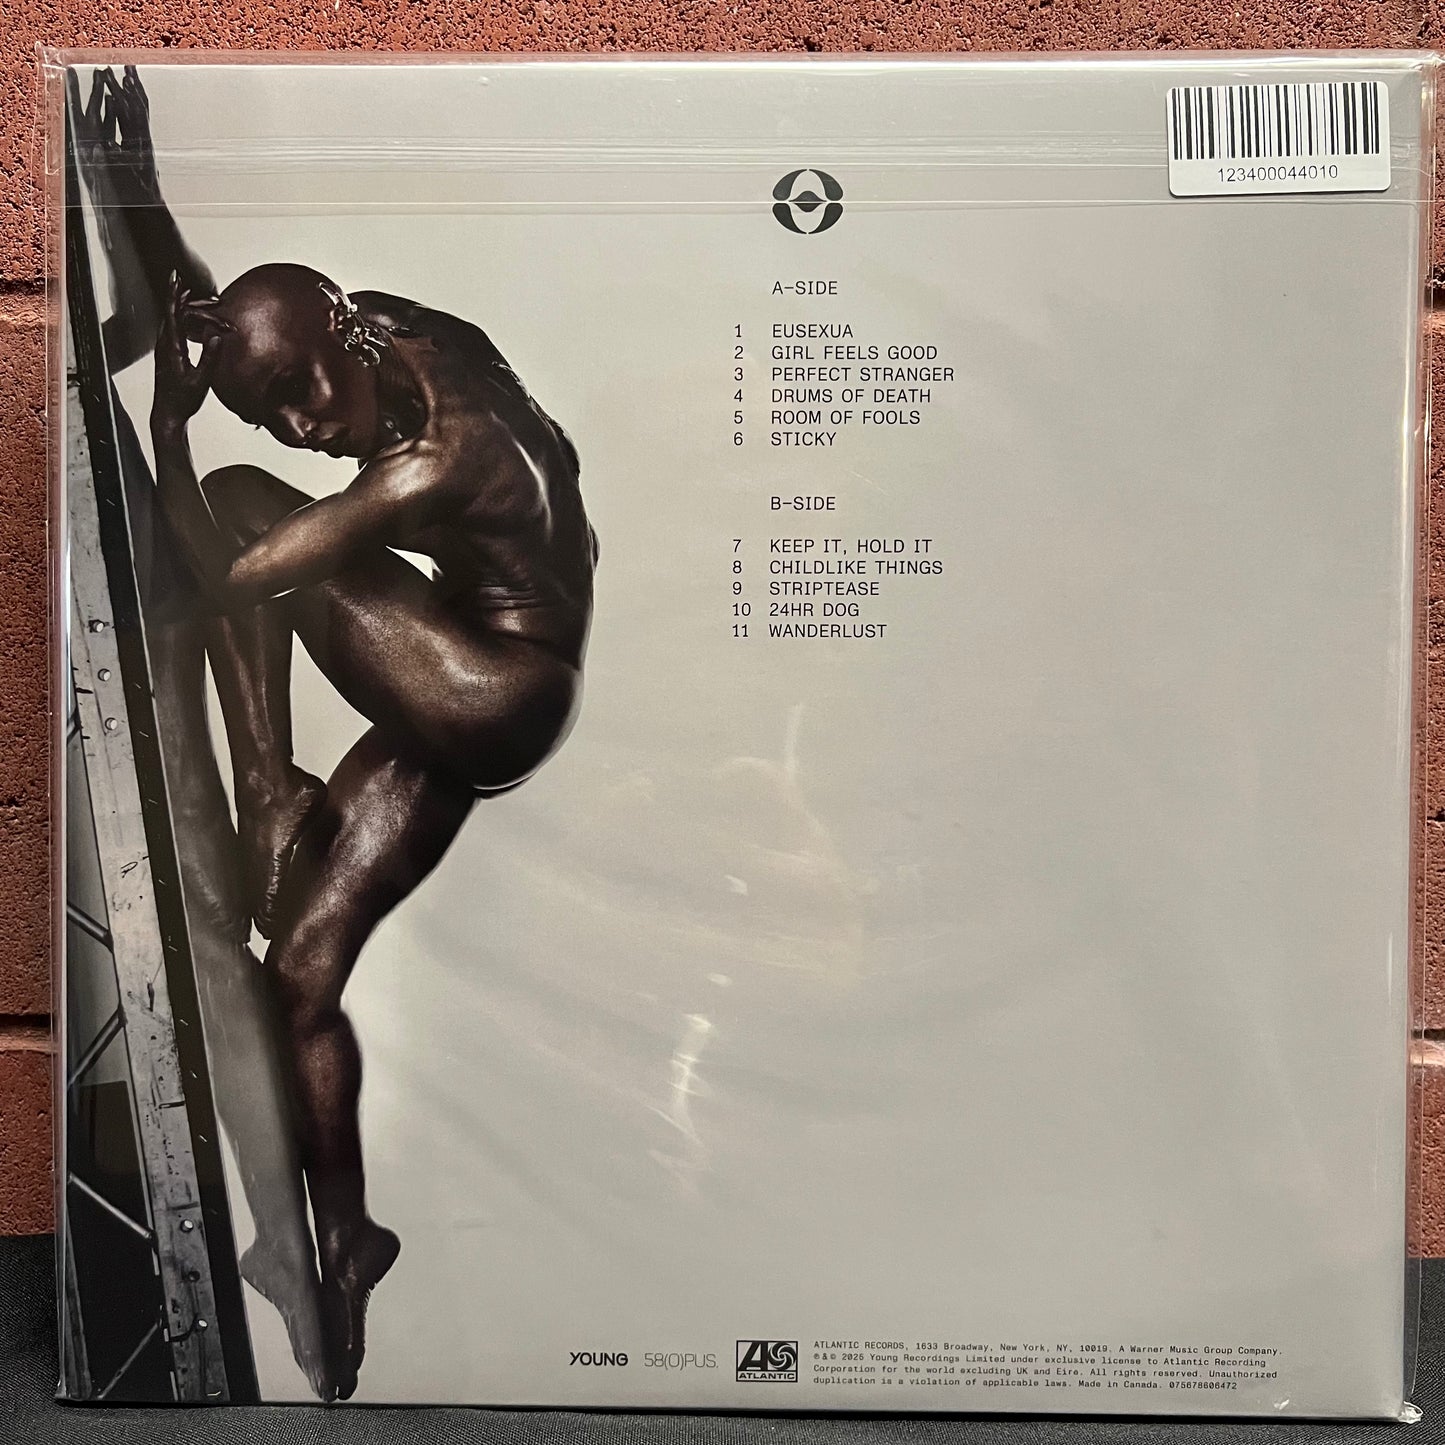 123400044010
A-SIDE
1 EUSEXUA
2 GIRL FEELS GOOD
3 PERFECT STRANGER
4 DRUMS OF DEATH
5 ROOM OF FOOLS
6 STICKY
B-SIDE
7 KEEP IT, HOLD IT
8 CHILDLIKE THINGS
9 STRIPTEASE
10 24HR DOG
11 WANDERLUST
YOUNG 58(O)PUS. ATLANTIC
ATLANTIC RECORDS, 1633 Broadway, New York, NY, 10019. A Warner Music Group Company.
℗ & © 2025 Young Recordings Limited under exclusive license to Atlantic Recording
Corporation for the world excluding UK and Eire. All rights reserved. Unauthorized
duplication is a violation of applicable laws. Made in Canada. 075678606472